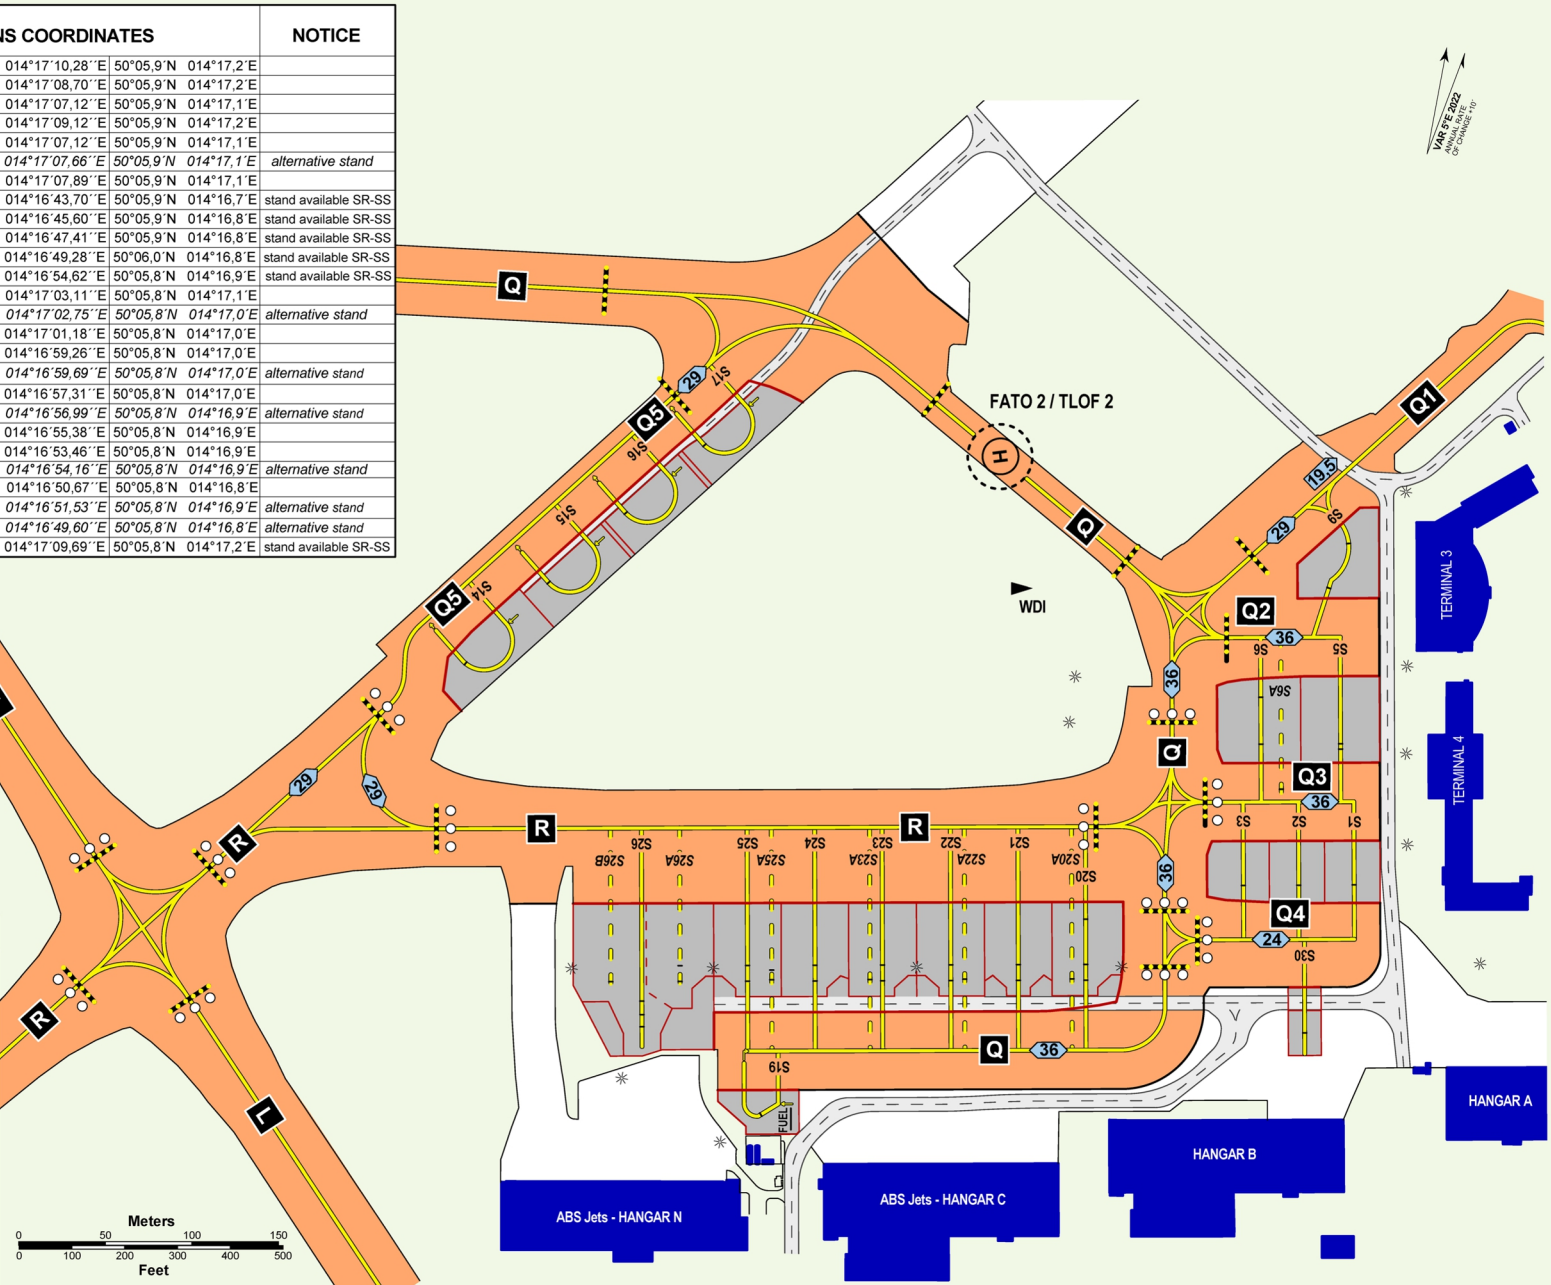 NS COORDINATES NOTICE
014°17´10,28´´E 50°05,9´N 014°17,2´E
014°17´08,70´´E 50°05,9´N 014°17,2´E
014°17´07,12´´E 50°05,9´N 014°17,1´E
014°17´09,12´´E 50°05,9´N 014°17,2´E
014°17´07,12´´E 50°05,9´N 014°17,1´E
014°17´07,66´´E 50°05,9´N 014°17,1´E alternative stand
014°17´07,89´´E 50°05,9´N 014°17,1´E
014°16´43,70´´E 50°05,9´N 014°16,7´E stand available SR-SS
014°16´45,60´´E 50°05,9´N 014°16,8´E stand available SR-SS
014°16´47,41´´E 50°05,9´N 014°16,8´E stand available SR-SS
014°16´49,28´´E 50°06,0´N 014°16,8´E stand available SR-SS
014°16´54,62´´E 50°05,8´N 014°16,9´E stand available SR-SS
014°17´03,11´´E 50°05,8´N 014°17,1´E
014°17´02,75´´E 50°05,8´N 014°17,0´E alternative stand
014°17´01,18´´E 50°05,8´N 014°17,0´E
014°16´59,26´´E 50°05,8´N 014°17,0´E
014°16´59,69´´E 50°05,8´N 014°17,0´E alternative stand
014°16´57,31´´E 50°05,8´N 014°17,0´E
014°16´56,99´´E 50°05,8´N 014°16,9´E alternative stand
014°16´55,38´´E 50°05,8´N 014°16,9´E
014°16´53,46´´E 50°05,8´N 014°16,9´E
014°16´54,16´´E 50°05,8´N 014°16,9´E alternative stand
014°16´50,67´´E 50°05,8´N 014°16,8´E
014°16´51,53´´E 50°05,8´N 014°16,9´E alternative stand
014°16´49,60´´E 50°05,8´N 014°16,8´E alternative stand
014°17´09,69´´E 50°05,8´N 014°17,2´E stand available SR-SS
VAR 5°E 2022
ANNUAL RATE
OF CHANGE +10´
Q
29
S17
Q5
S16
S15
Q5
S14
FATO 2 / TLOF 2
H
Q
WDI
Q1
19,5
29
S9
Q2
36
S6
S5
S6A
36
Q
Q3
36
S3
S2
S1
36
Q4
24
S30
TERMINAL 3
TERMINAL 4
29
29
R
R
R
S26B
S26
S26A
S25
S25A
S24
S23A
S23
S22
S22A
S21
S20A
S20
R
L
Q
36
S19
FUEL
HANGAR A
HANGAR B
ABS Jets - HANGAR C
ABS Jets - HANGAR N
Meters
0 50 100 150
0 100 200 300 400 500
Feet